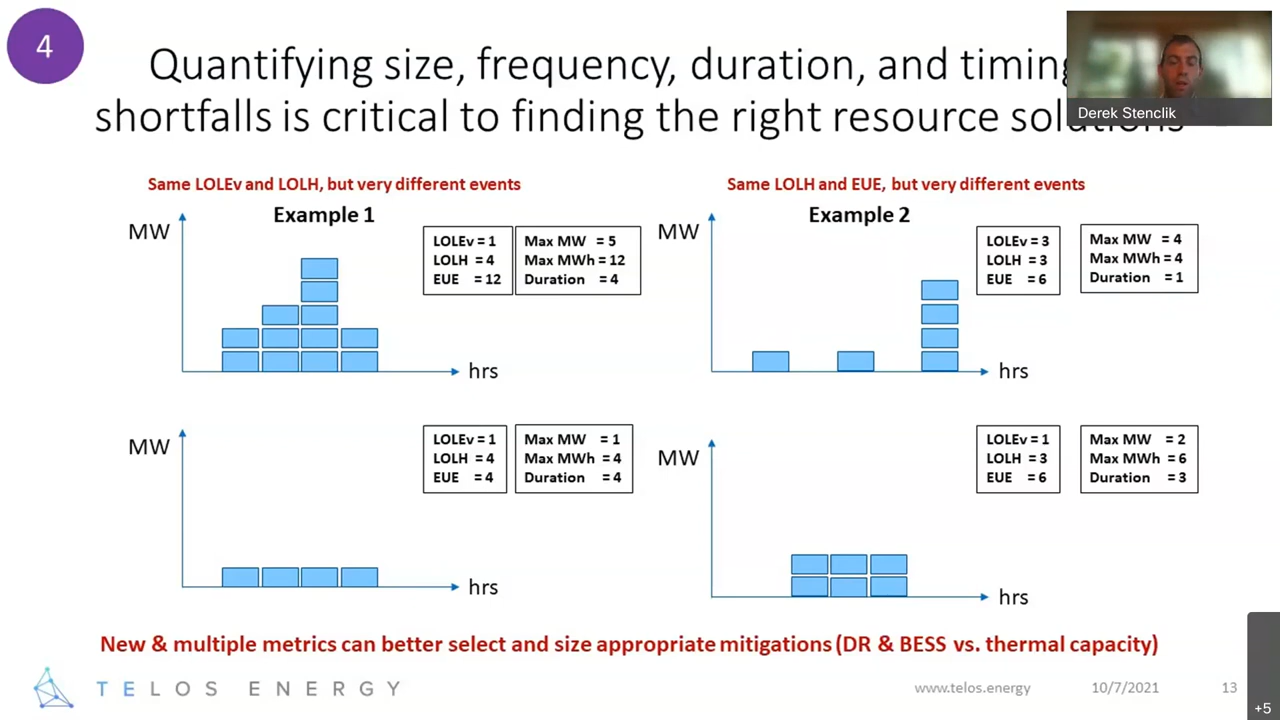 4
Quantifying size, frequency, duration, and timing
shortfalls is critical to finding the right resource solutions
Derek Stenclik
Same LOLEv and LOLH, but very different events
Example 1
MW
LOLEv = 1
LOLH = 4
EUE = 12
Max MW = 5
Max MWh = 12
Duration = 4
hrs
Same LOLH and EUE, but very different events
Example 2
MW
LOLEv = 3
LOLH = 3
EUE = 6
Max MW = 4
Max MWh = 4
Duration = 1
hrs
MW
LOLEv = 1
LOLH = 4
EUE = 4
Max MW = 1
Max MWh = 4
Duration = 4
hrs
MW
LOLEv = 1
LOLH = 3
EUE = 6
Max MW = 2
Max MWh = 6
Duration = 3
hrs
New & multiple metrics can better select and size appropriate mitigations (DR & BESS vs. thermal capacity)
TELOS ENERGY
www.telos.energy
10/7/2021
13
+5